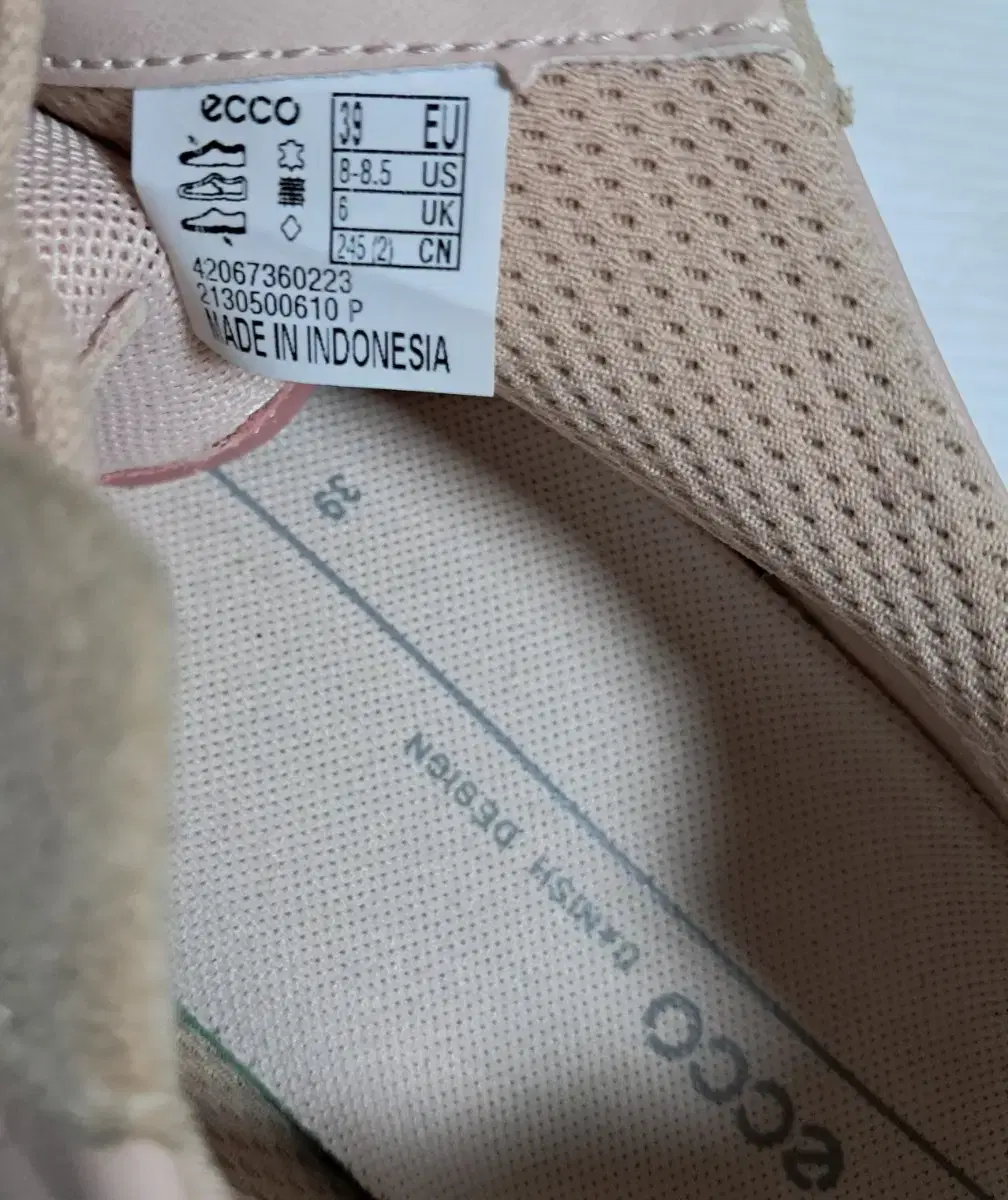 ecco
39 EU
8-8.5 US
6 UK
245 (2) CN
42067360223
2130500610 P
MADE IN INDONESIA
39
ecco
DANISH DESIGN